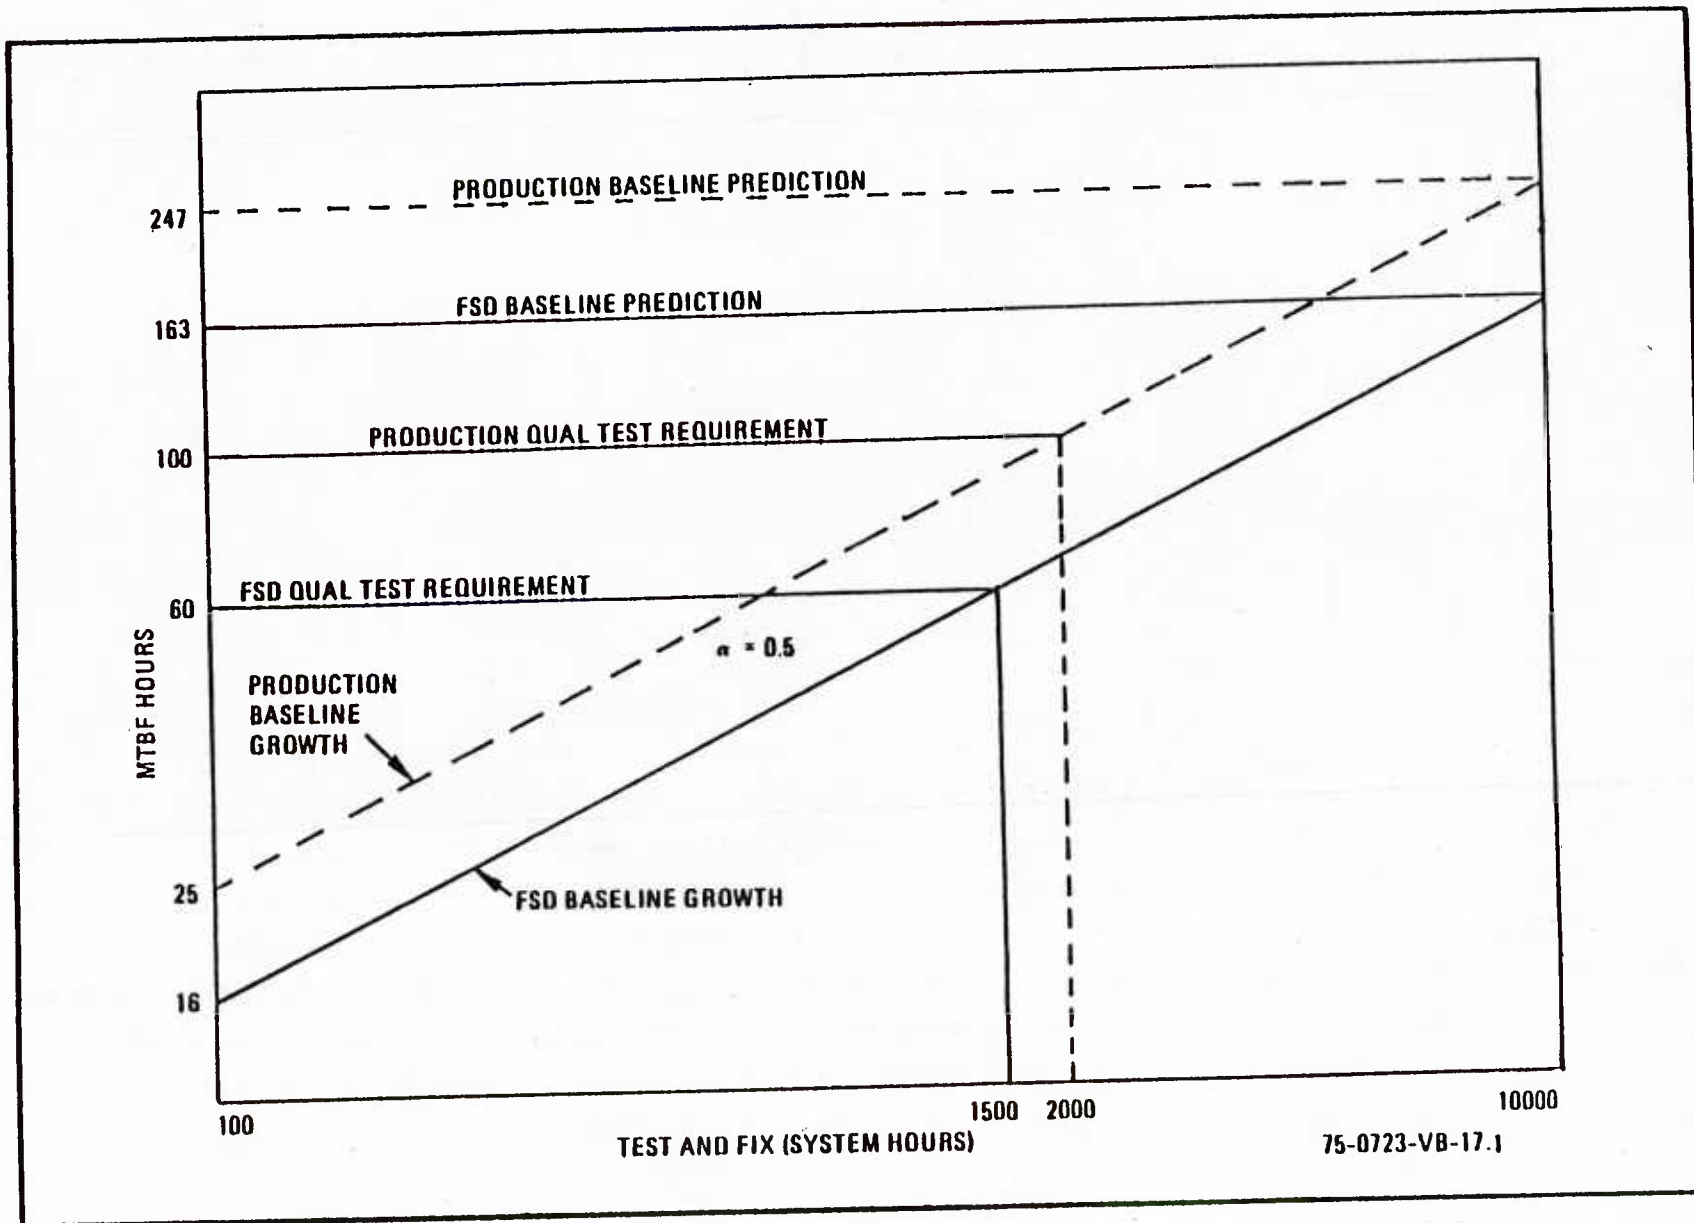 PRODUCTION BASELINE PREDICTION
247
FSD BASELINE PREDICTION
163
PRODUCTION QUAL TEST REQUIREMENT
100
FSD QUAL TEST REQUIREMENT
60
α = 0.5
MTBF HOURS
PRODUCTION
BASELINE
GROWTH
25
FSD BASELINE GROWTH
16
100
1500
2000
10000
TEST AND FIX (SYSTEM HOURS)
75-0723-VB-17.1